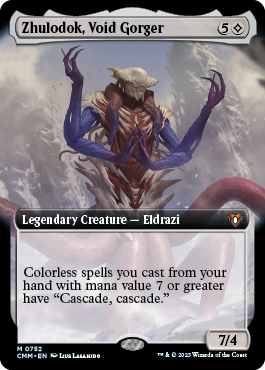 Zhulodok, Void Gorger 5
Legendary Creature — Eldrazi
Colorless spells you cast from your
hand with mana value 7 or greater
have “Cascade, cascade.”
7/4
M 0752
CMM • EN Lius Lasahido
™ & © 2023 Wizards of the Coast